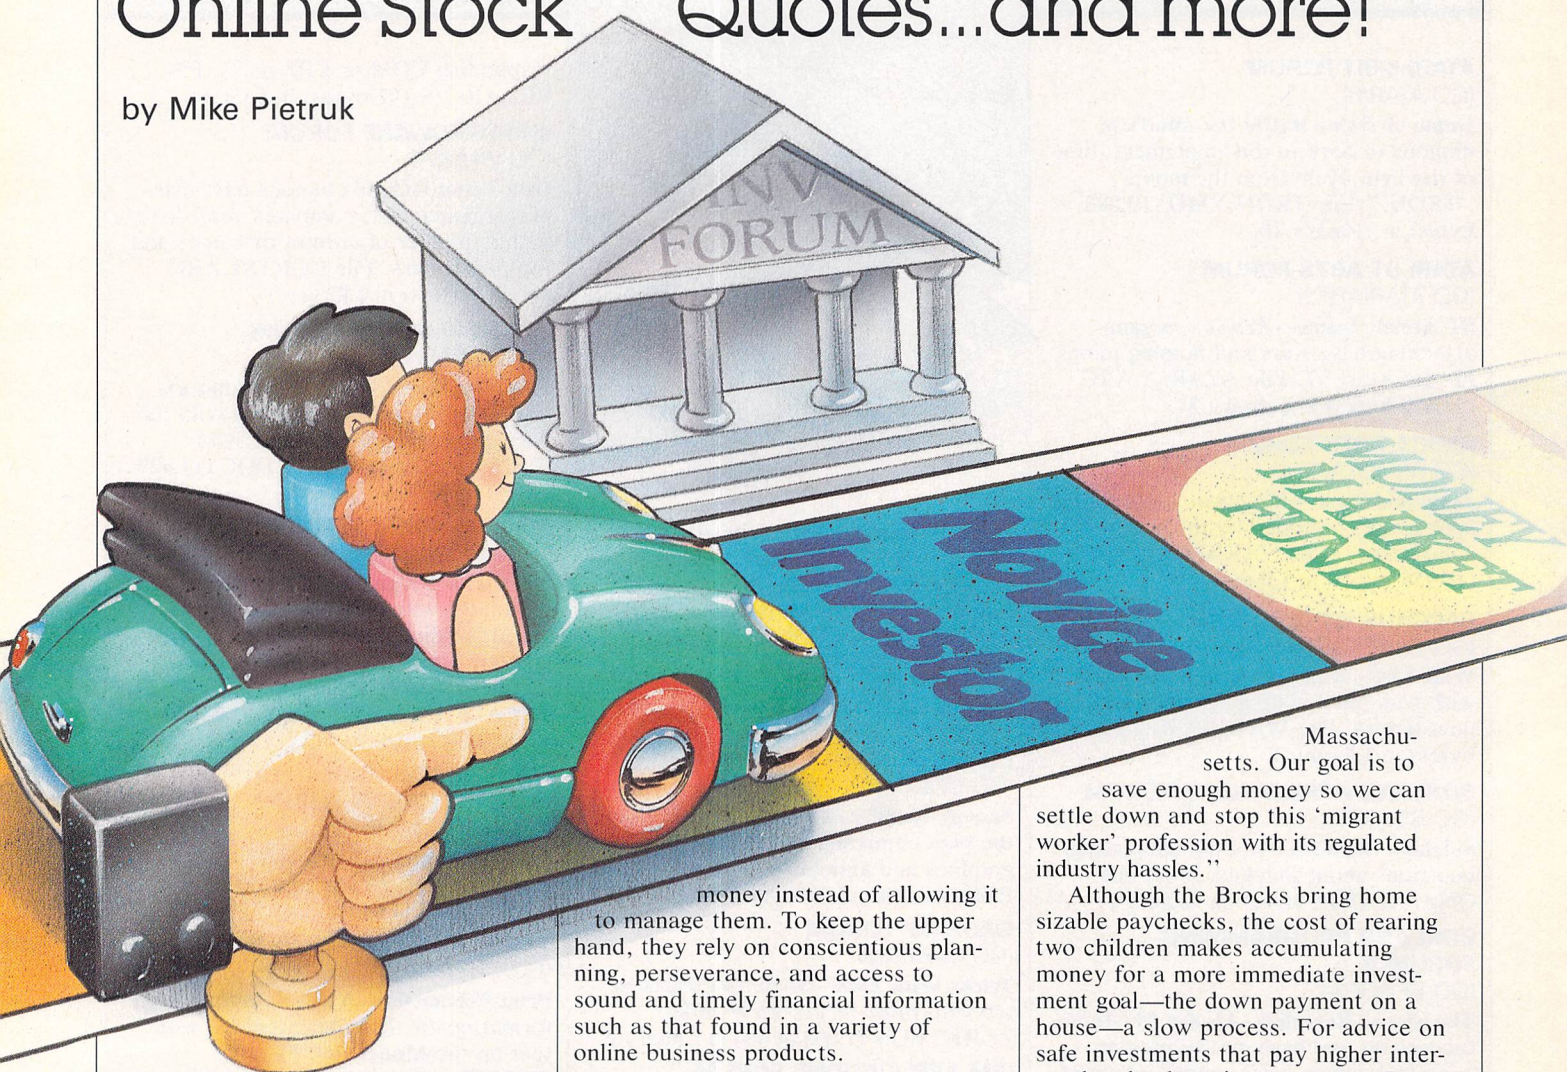 Online Stock Quotes...and more!
by Mike Pietruk
INV
FORUM
Novice
Investor
MONEY
MARKET
FUND
money instead of allowing it
to manage them. To keep the upper
hand, they rely on conscientious plan-
ning, perseverance, and access to
sound and timely financial information
such as that found in a variety of
online business products.
Massachu-
setts. Our goal is to
save enough money so we can
settle down and stop this ‘migrant
worker’ profession with its regulated
industry hassles.’’
Although the Brocks bring home
sizable paychecks, the cost of rearing
two children makes accumulating
money for a more immediate invest-
ment goal—the down payment on a
house—a slow process. For advice on
safe investments that pay higher inter-